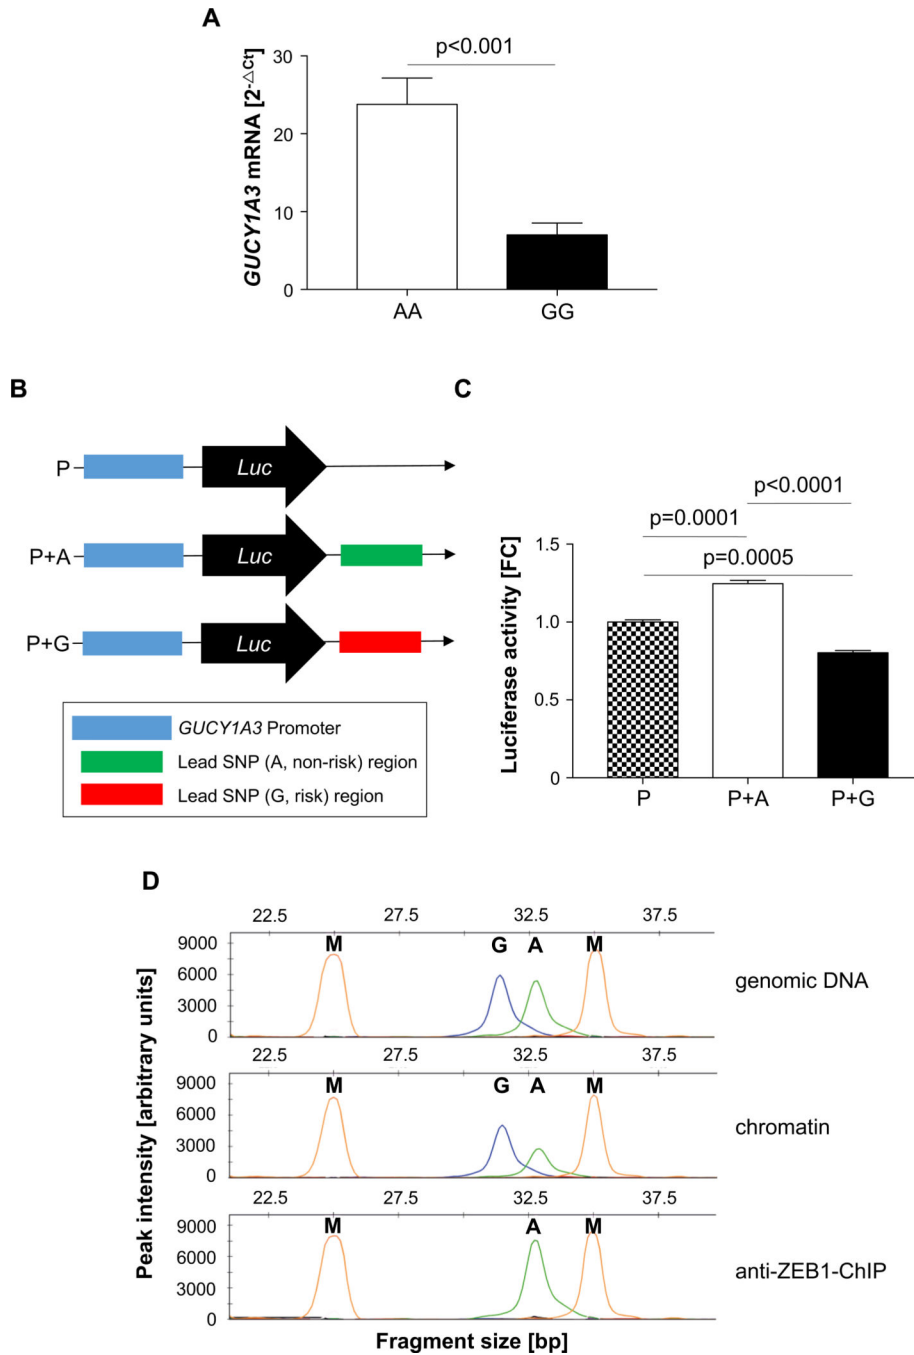 A
p<0.001
GUCY1A3 mRNA [2-△Ct]
30
20
10
0
AA
GG
B
P
Luc
P+A
Luc
P+G
Luc
GUCY1A3 Promoter
Lead SNP (A, non-risk) region
Lead SNP (G, risk) region
C
p<0.0001
p=0.0001
p=0.0005
Luciferase activity [FC]
1.5
1.0
0.5
0
P
P+A
P+G
D
Peak intensity [arbitrary units]
22.5 27.5 32.5 37.5
9000
6000
3000
0
M G A M
genomic DNA
22.5 27.5 32.5 37.5
9000
6000
3000
0
M G A M
chromatin
22.5 27.5 32.5 37.5
9000
6000
3000
0
M A M
anti-ZEB1-ChIP
Fragment size [bp]